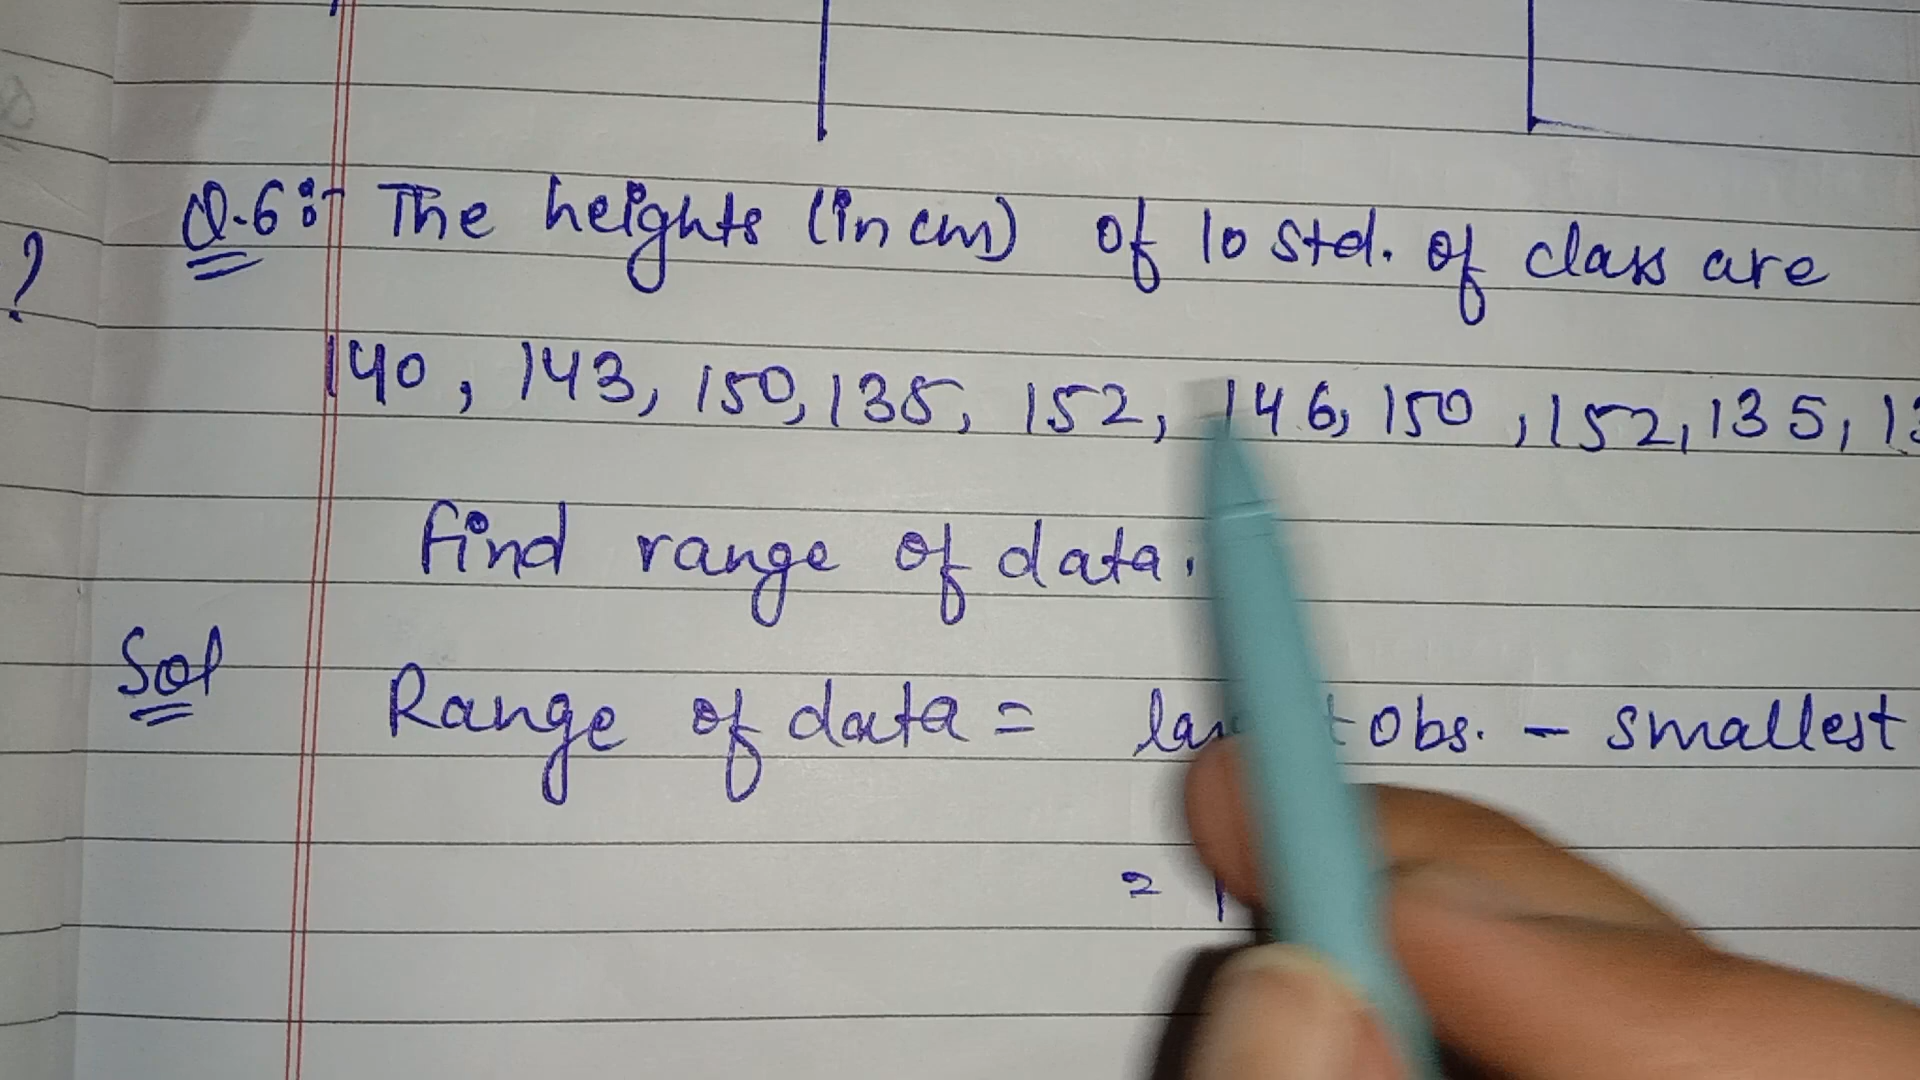 Q.6:- The heights (in cm) of 10 std. of class are
?
140, 143, 150, 135, 152, 146, 150, 152, 135,
find range of data.
Sol
Range of data = obs. - smallest
=